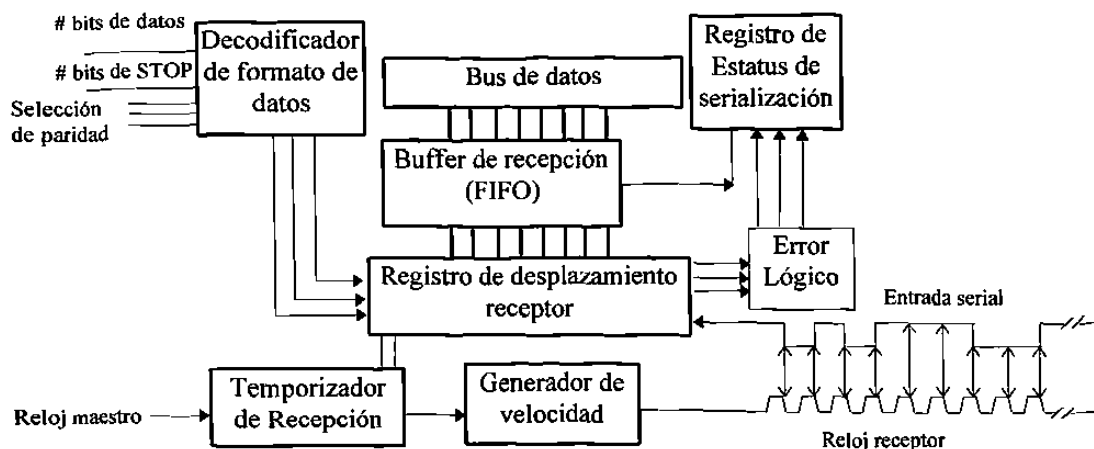 # bits de datos
# bits de STOP
Selección
de paridad
Decodificador
de formato de
datos
Bus de datos
Buffer de recepción
(FIFO)
Registro de
Estatus de
serialización
Registro de desplazamiento
receptor
Error
Lógico
Entrada serial
Reloj maestro
Temporizador
de Recepción
Generador de
velocidad
Reloj receptor